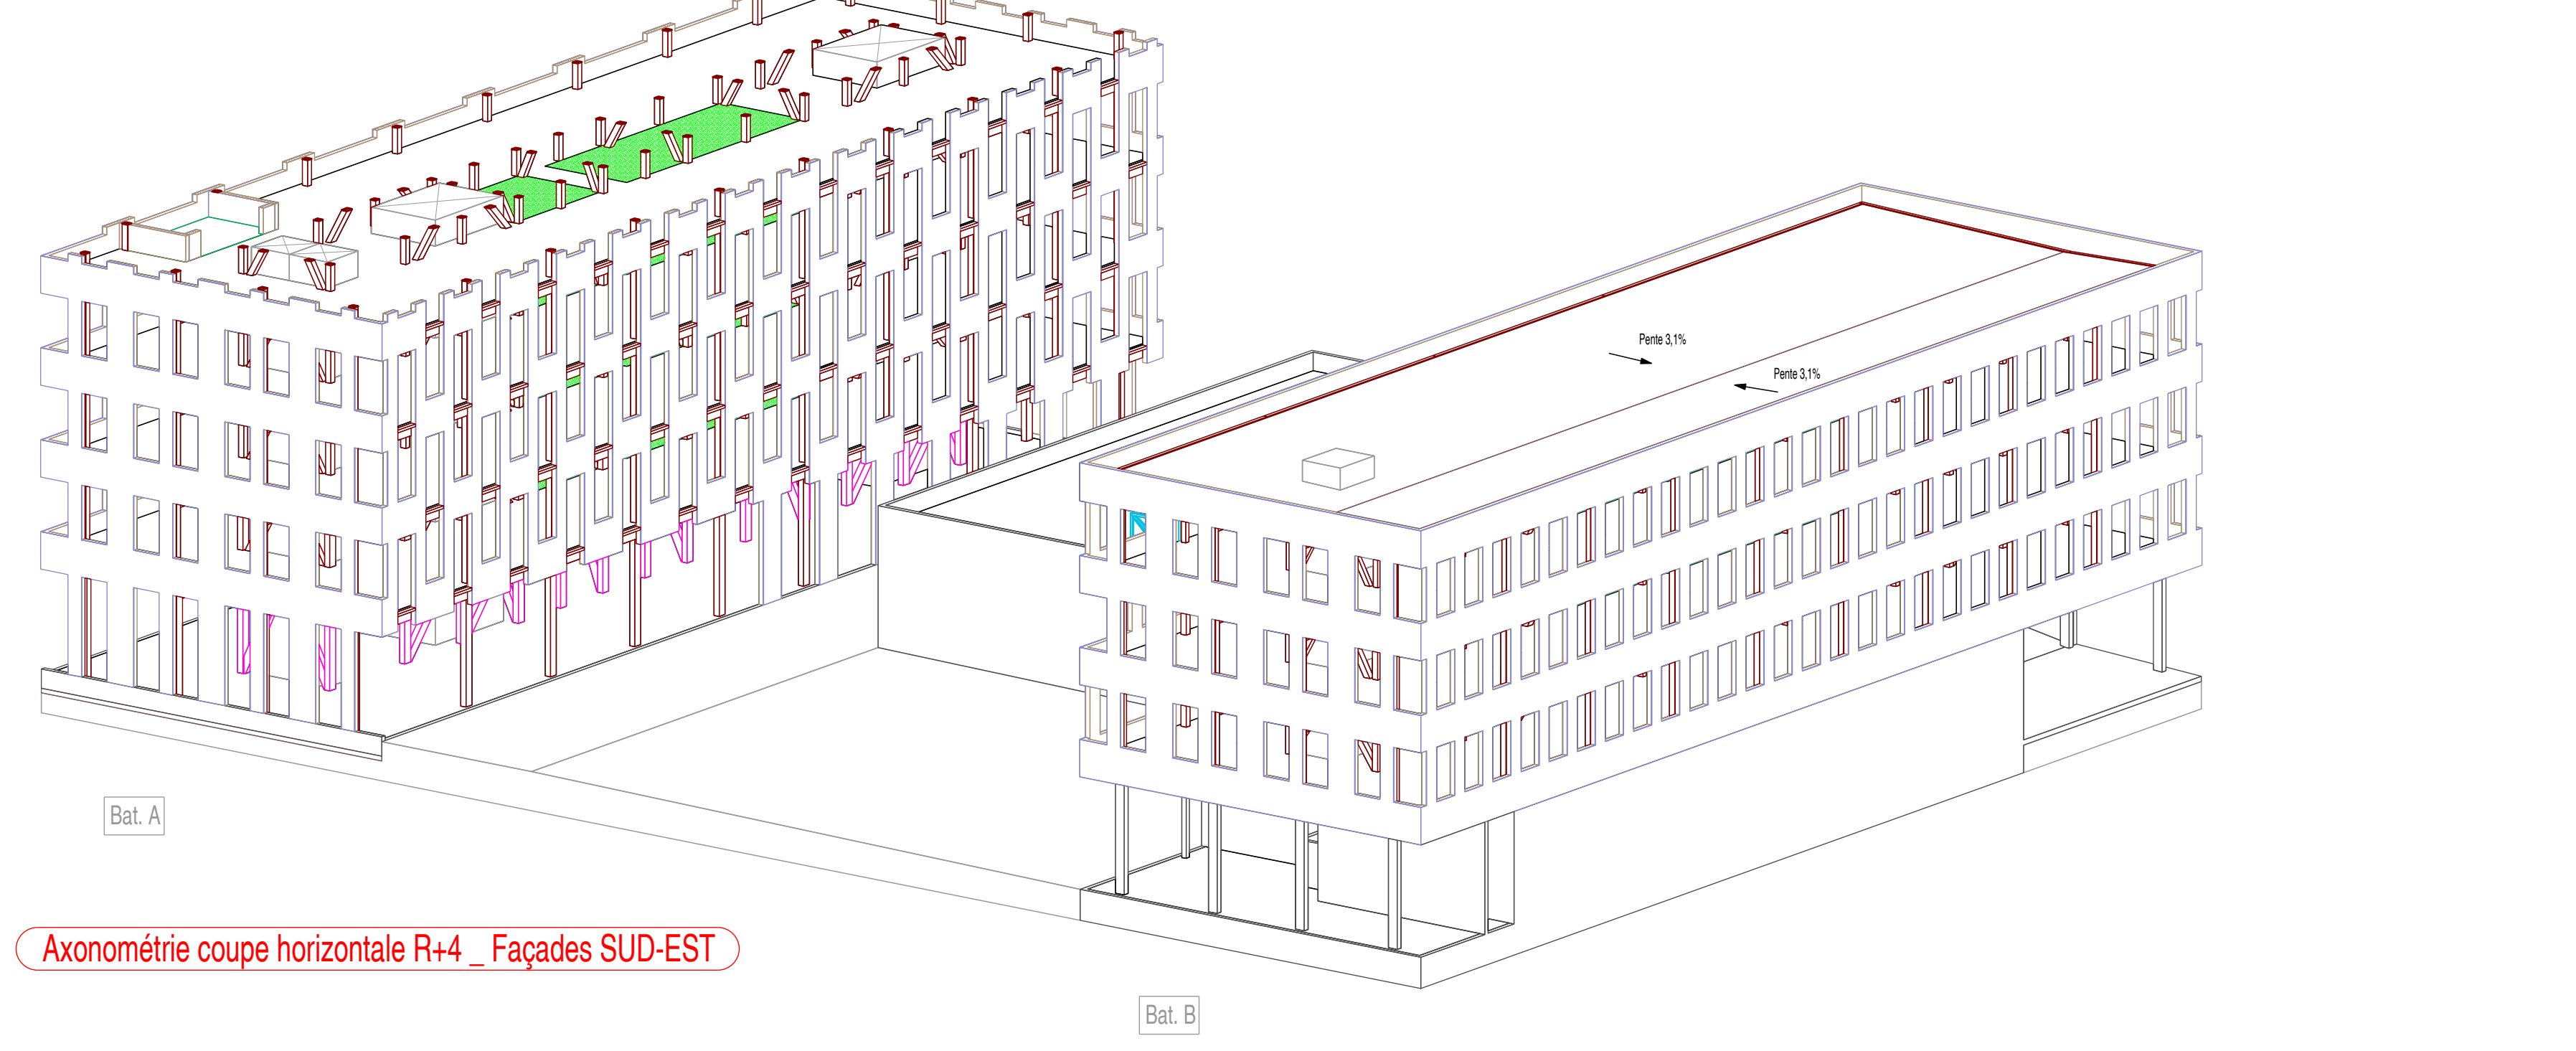 Pente 3,1%
Pente 3,1%
Bat. A
Axonométrie coupe horizontale R+4 _ Façades SUD-EST
Bat. B